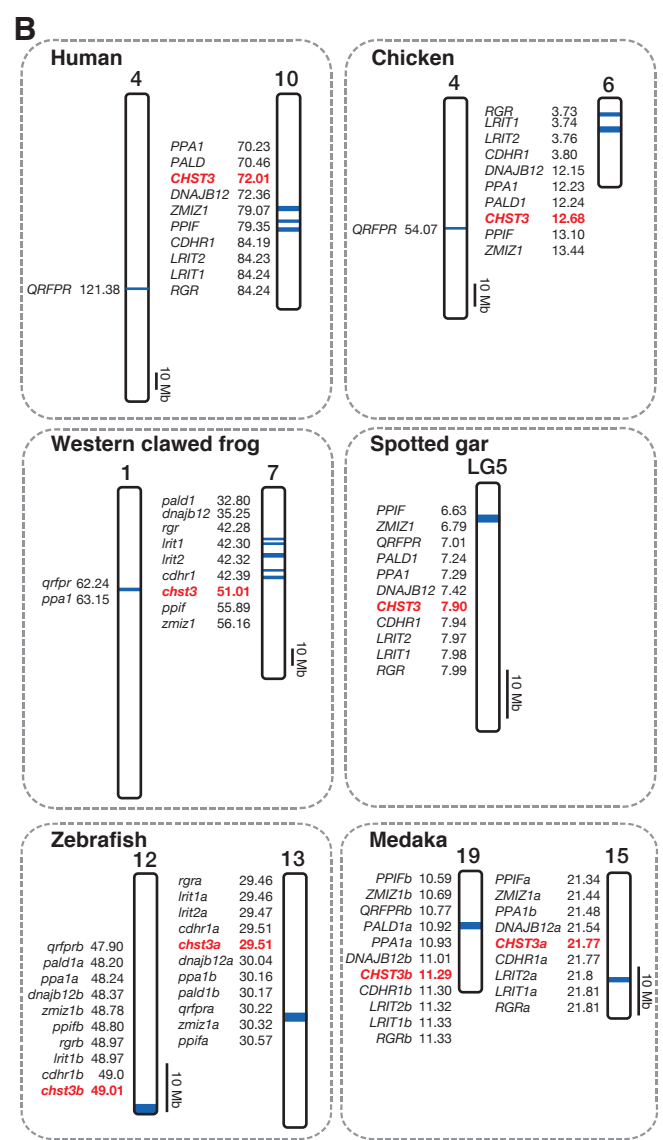 B
Human
4
10
PPA1 70.23
PALD 70.46
CHST3 72.01
DNAJB12 72.36
ZMIZ1 79.07
PPIF 79.35
CDHR1 84.19
LRIT2 84.23
LRIT1 84.24
RGR 84.24
QRFPR 121.38
10 Mb
Chicken
4
6
RGR 3.73
LRIT1 3.74
LRIT2 3.76
CDHR1 3.80
DNAJB12 12.15
PPA1 12.23
PALD1 12.24
CHST3 12.68
PPIF 13.10
ZMIZ1 13.44
QRFPR 54.07
10 Mb
Western clawed frog
1
7
pald1 32.80
dnajb12 35.25
rgr 42.28
lrit1 42.30
lrit2 42.32
cdhr1 42.39
chst3 51.01
ppif 55.89
zmiz1 56.16
qrfpr 62.24
ppa1 63.15
10 Mb
Spotted gar
LG5
PPIF 6.63
ZMIZ1 6.79
QRFPR 7.01
PALD1 7.24
PPA1 7.29
DNAJB12 7.42
CHST3 7.90
CDHR1 7.94
LRIT2 7.97
LRIT1 7.98
RGR 7.99
10 Mb
Zebrafish
12
13
qrfprb 47.90
pald1a 48.20
ppa1a 48.24
dnajb12b 48.37
zmiz1b 48.78
ppifb 48.80
rgrb 48.97
lrit1b 48.97
cdhr1b 49.0
chst3b 49.01
10 Mb
rgra 29.46
lrit1a 29.46
lrit2a 29.47
cdhr1a 29.51
chst3a 29.51
dnajb12a 30.04
ppa1b 30.16
pald1b 30.17
qrfpra 30.22
zmiz1a 30.32
ppifa 30.57
Medaka
19
15
PPIFb 10.59
ZMIZ1b 10.69
QRFPRb 10.77
PALD1a 10.92
PPA1a 10.93
DNAJB12b 11.01
CHST3b 11.29
CDHR1b 11.30
LRIT2b 11.32
LRIT1b 11.33
RGRb 11.33
PPIFa 21.34
ZMIZ1a 21.44
PPA1b 21.48
DNAJB12a 21.54
CHST3a 21.77
CDHR1a 21.77
LRIT2a 21.8
LRIT1a 21.81
RGRa 21.81
10 Mb